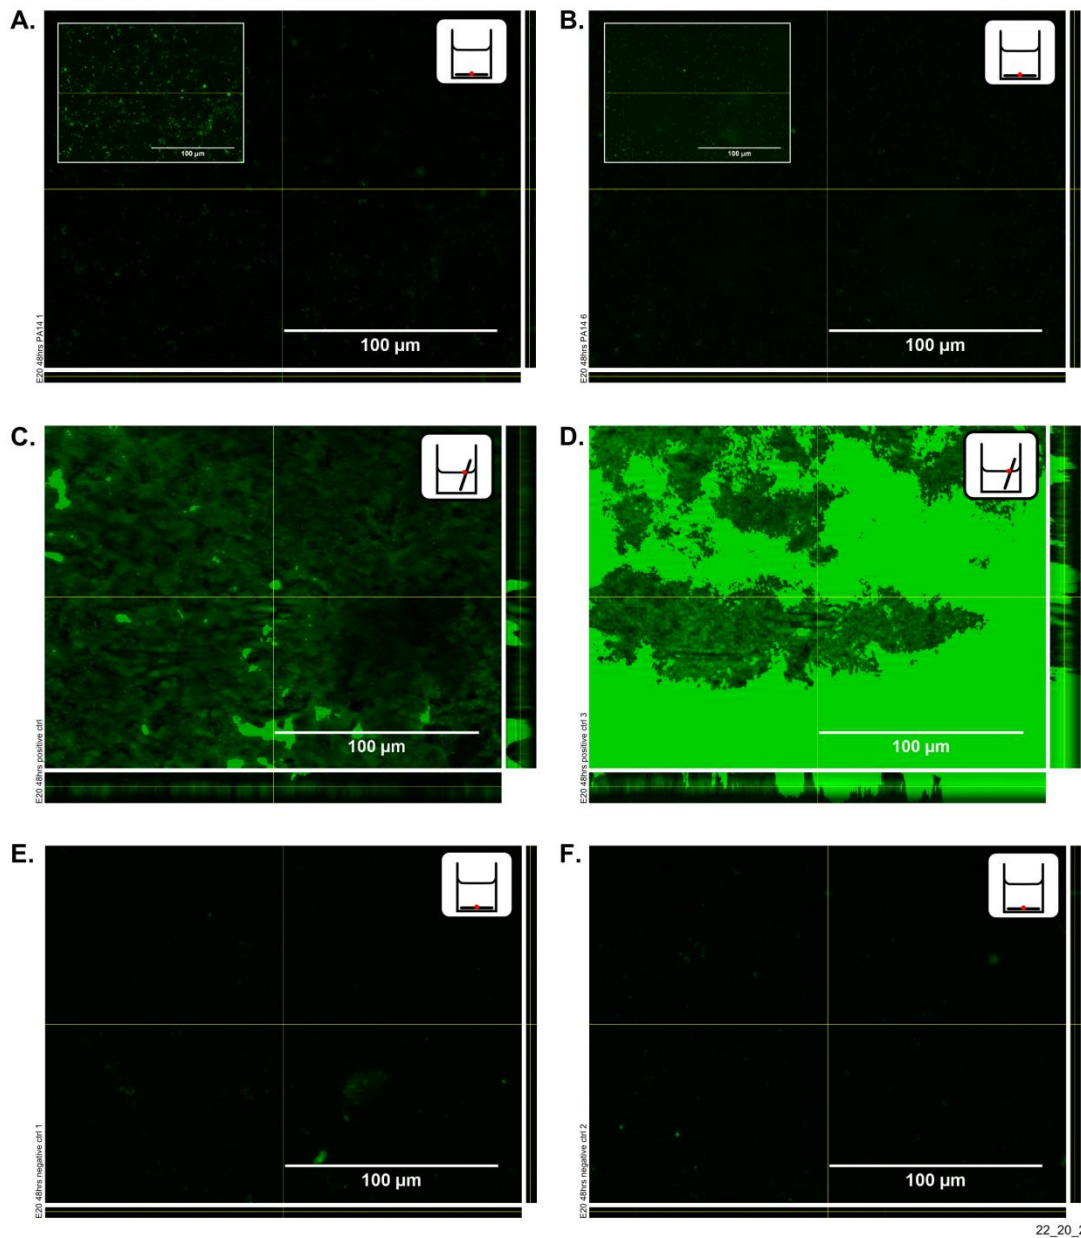 A.
B.
100 µm
100 µm
100 µm
100 µm
E20 48hrs PA14 1
E20 48hrs PA14 6
C.
D.
100 µm
100 µm
E20 48hrs positive ctrl
E20 48hrs positive ctrl 3
E.
F.
100 µm
100 µm
E20 48hrs negative ctrl 1
E20 48hrs negative ctrl 2